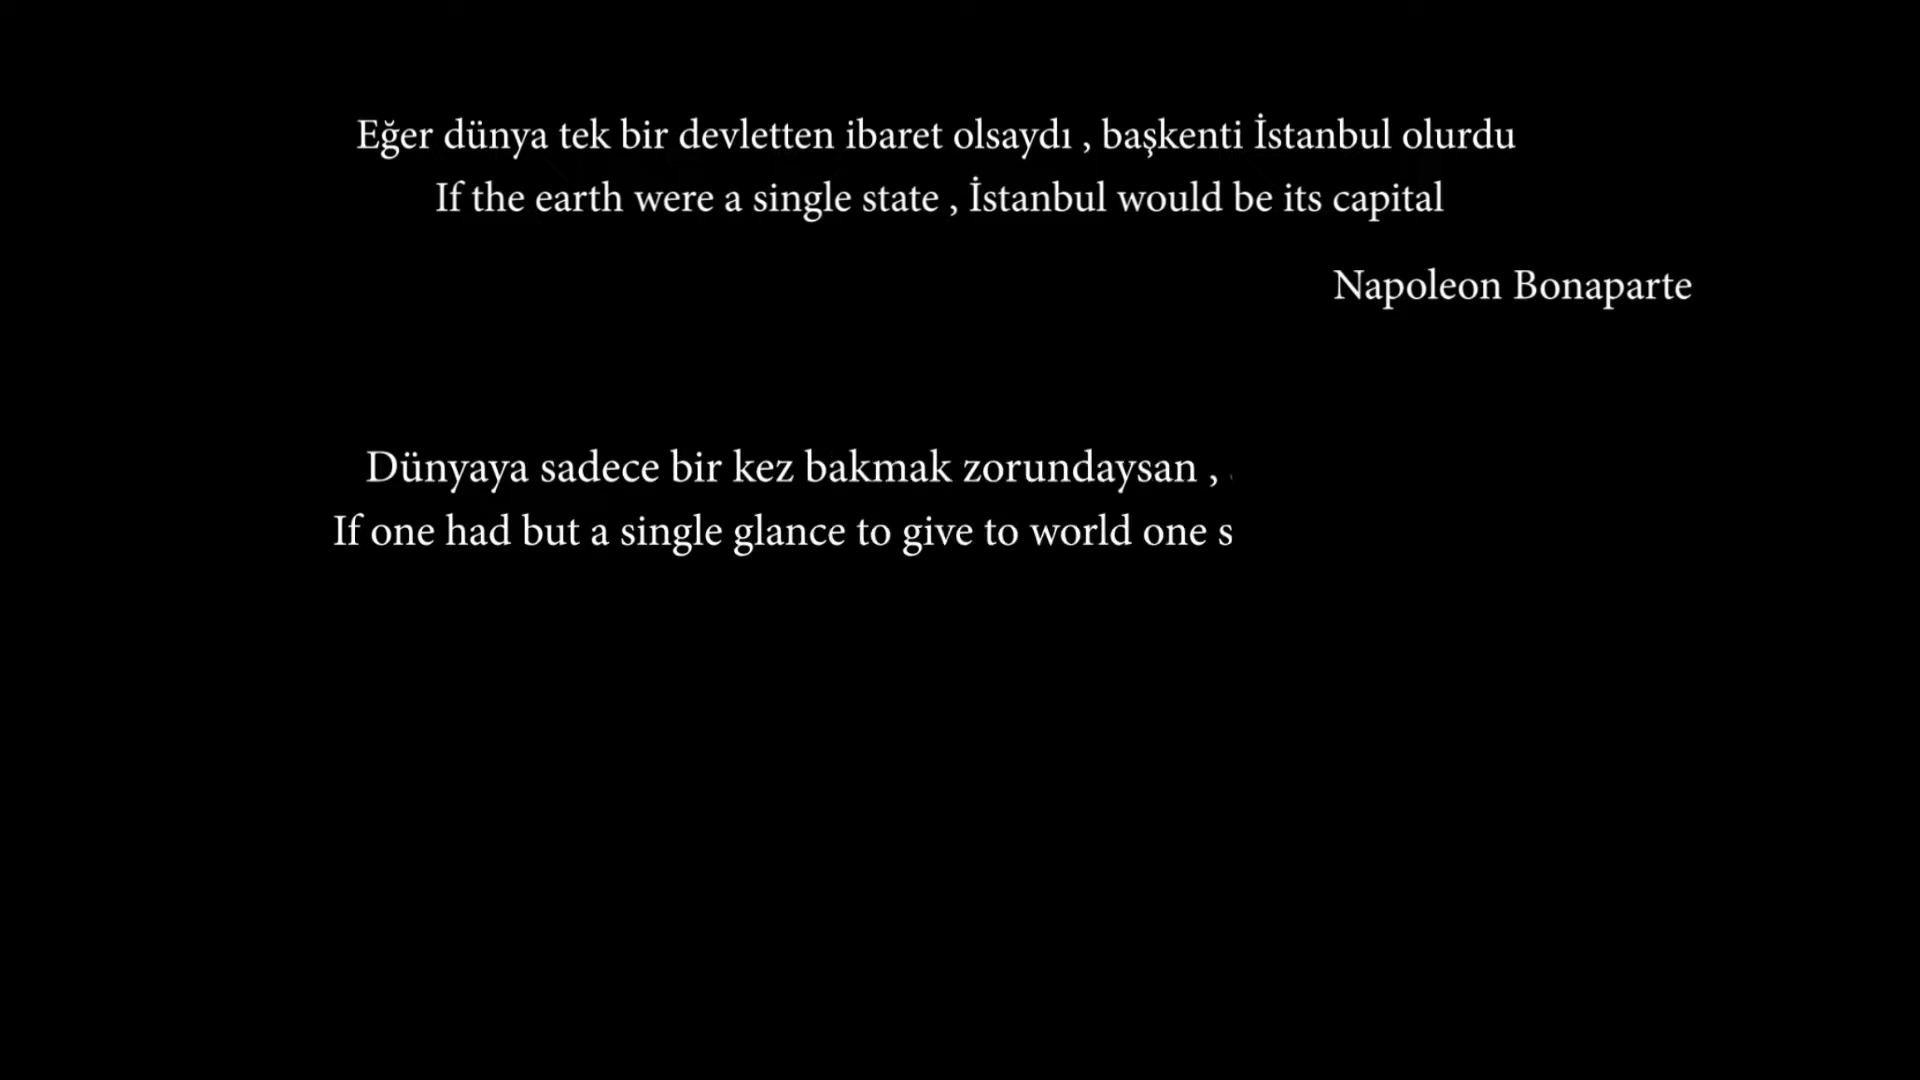 Eğer dünya tek bir devletten ibaret olsaydı , başkenti İstanbul olurdu
If the earth were a single state , İstanbul would be its capital
Napoleon Bonaparte
Dünyaya sadece bir kez bakmak zorundaysan ,
If one had but a single glance to give to world one s